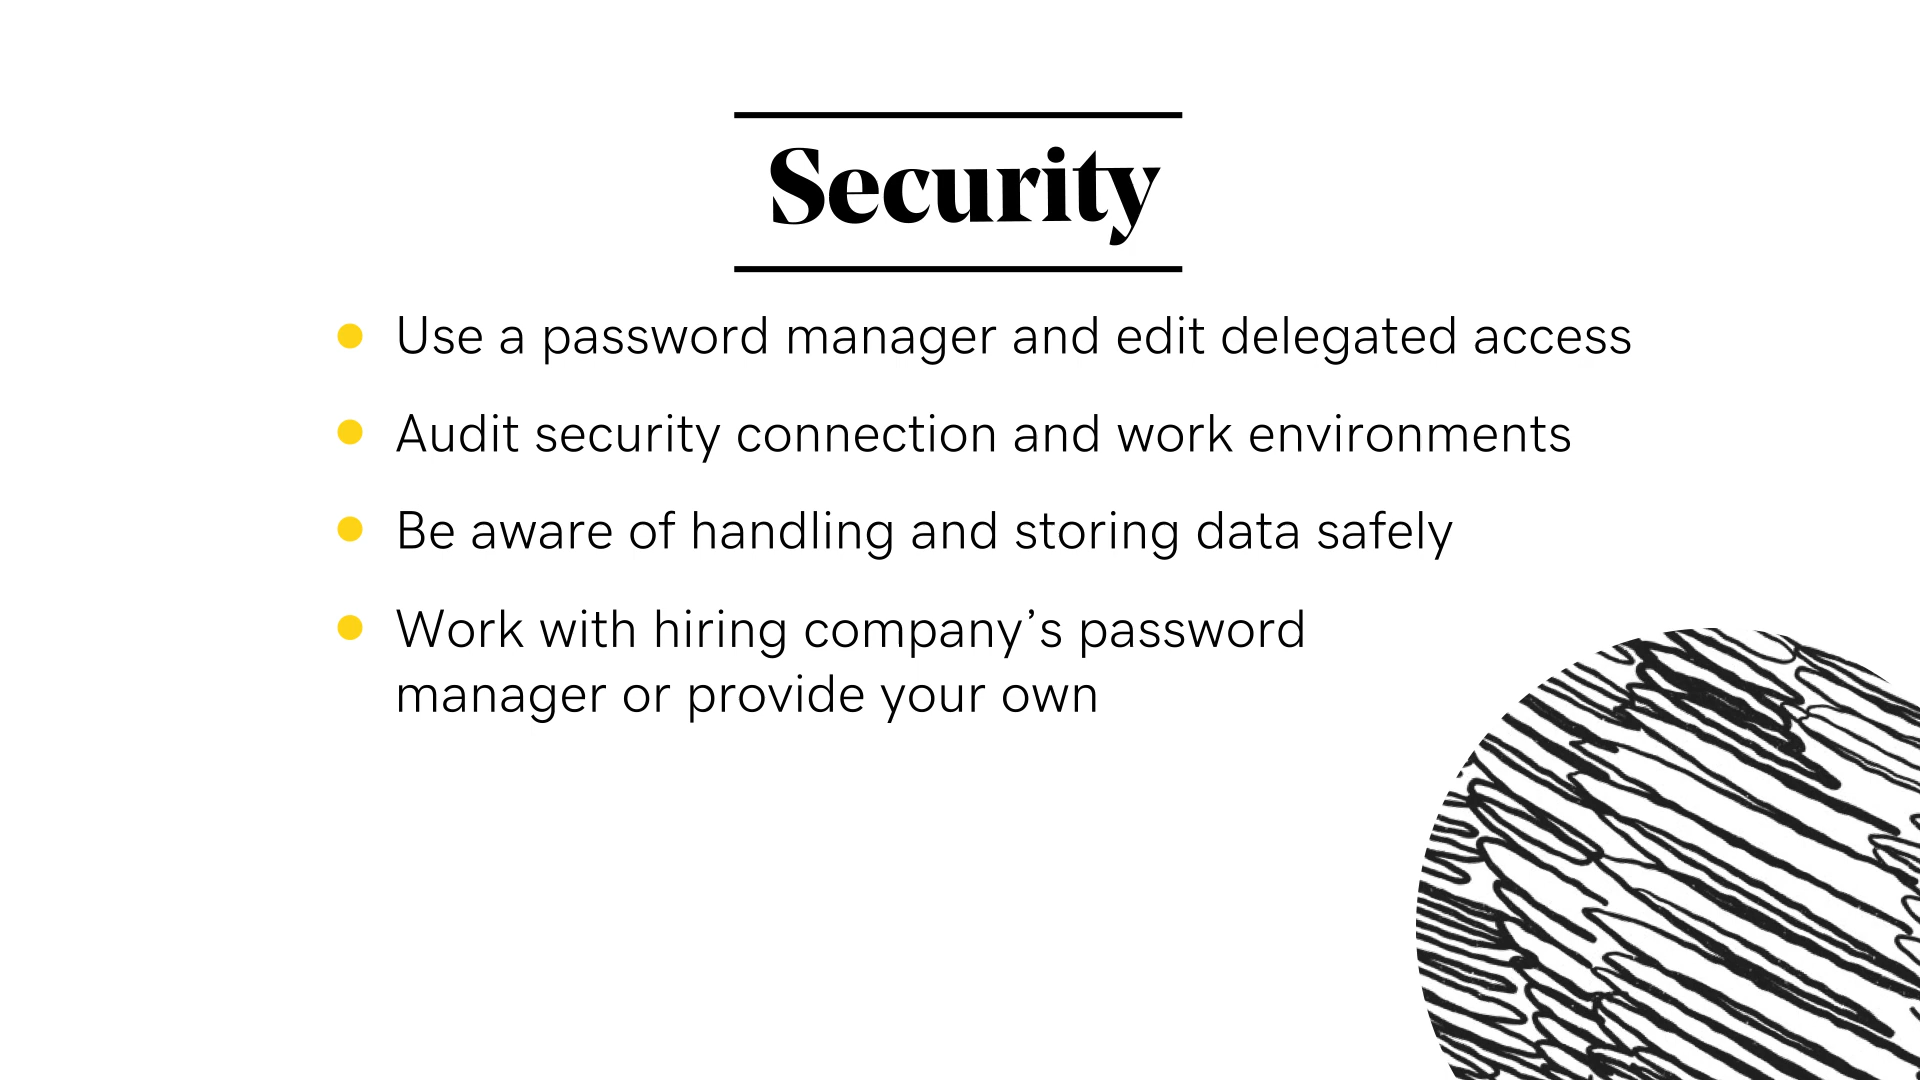 Security
Use a password manager and edit delegated access
Audit security connection and work environments
Be aware of handling and storing data safely
Work with hiring company’s password
manager or provide your own